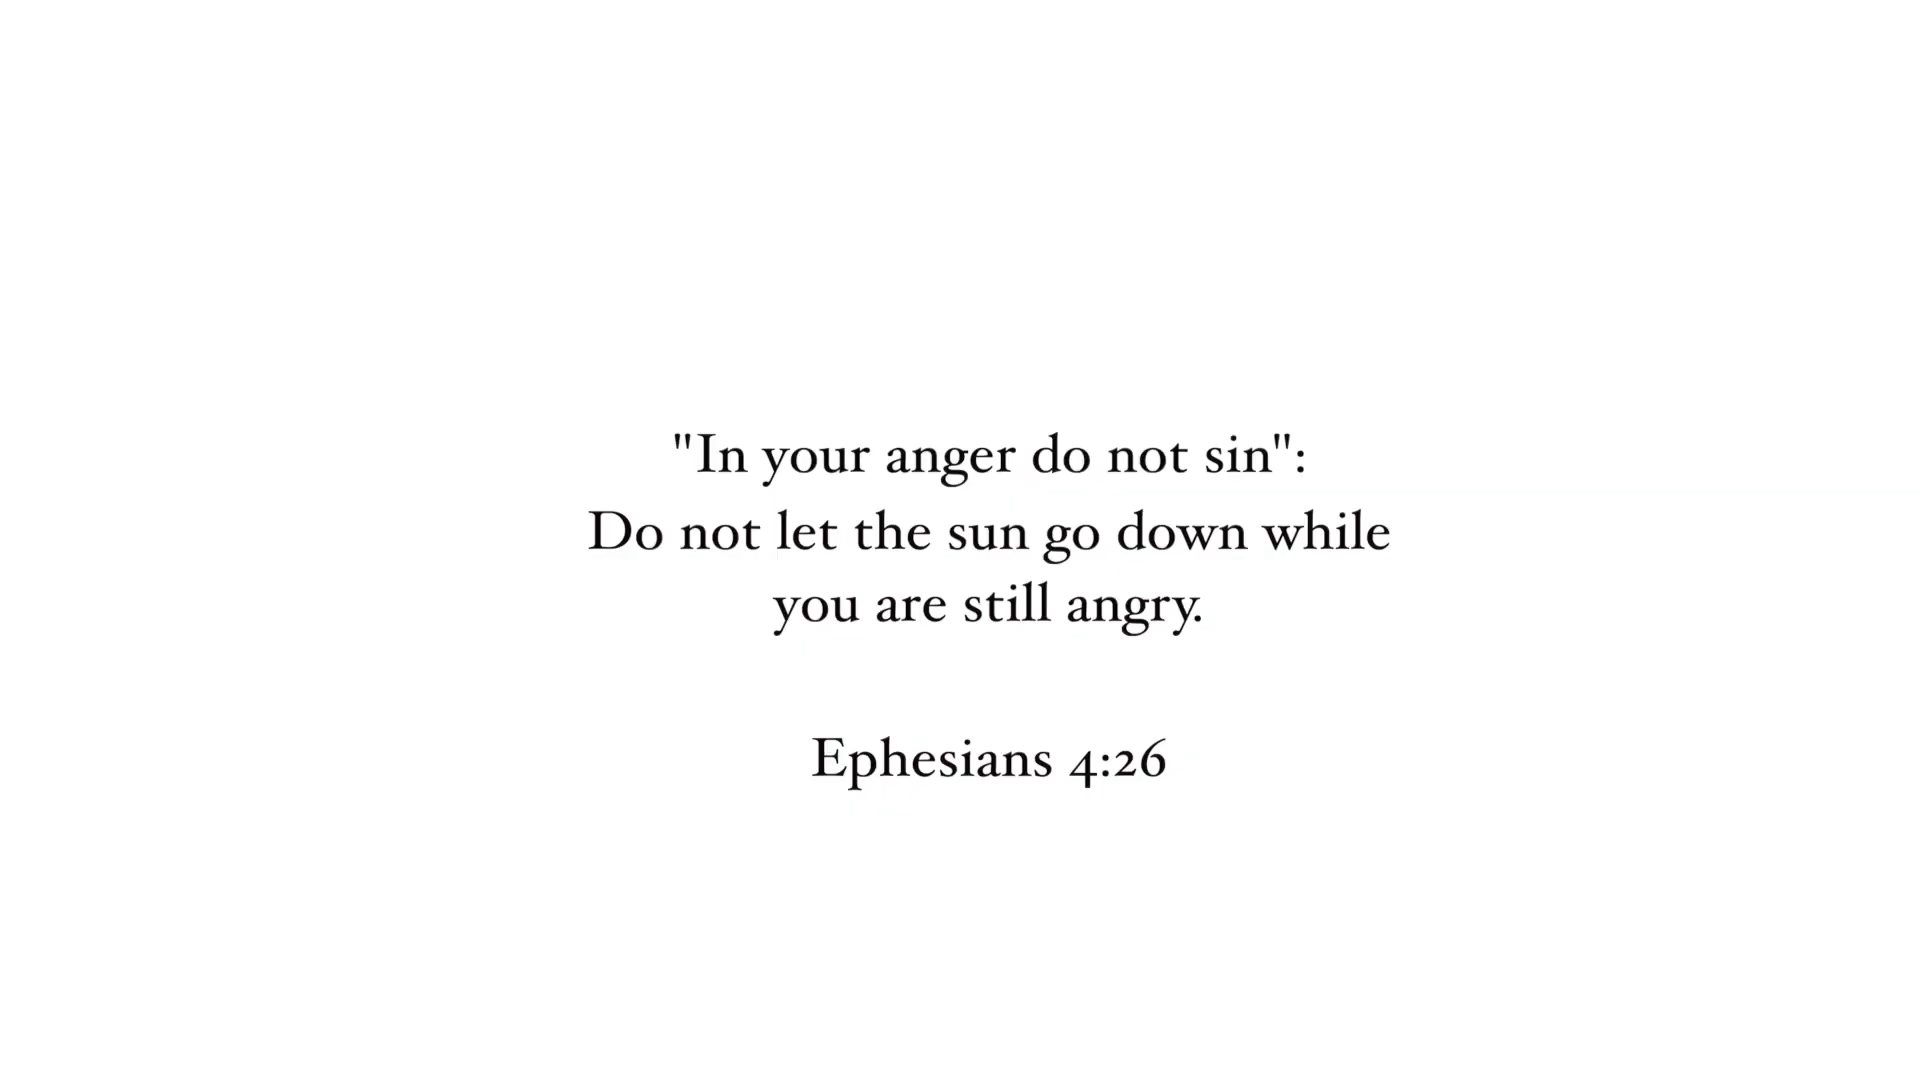 "In your anger do not sin":
Do not let the sun go down while
you are still angry.
Ephesians 4:26